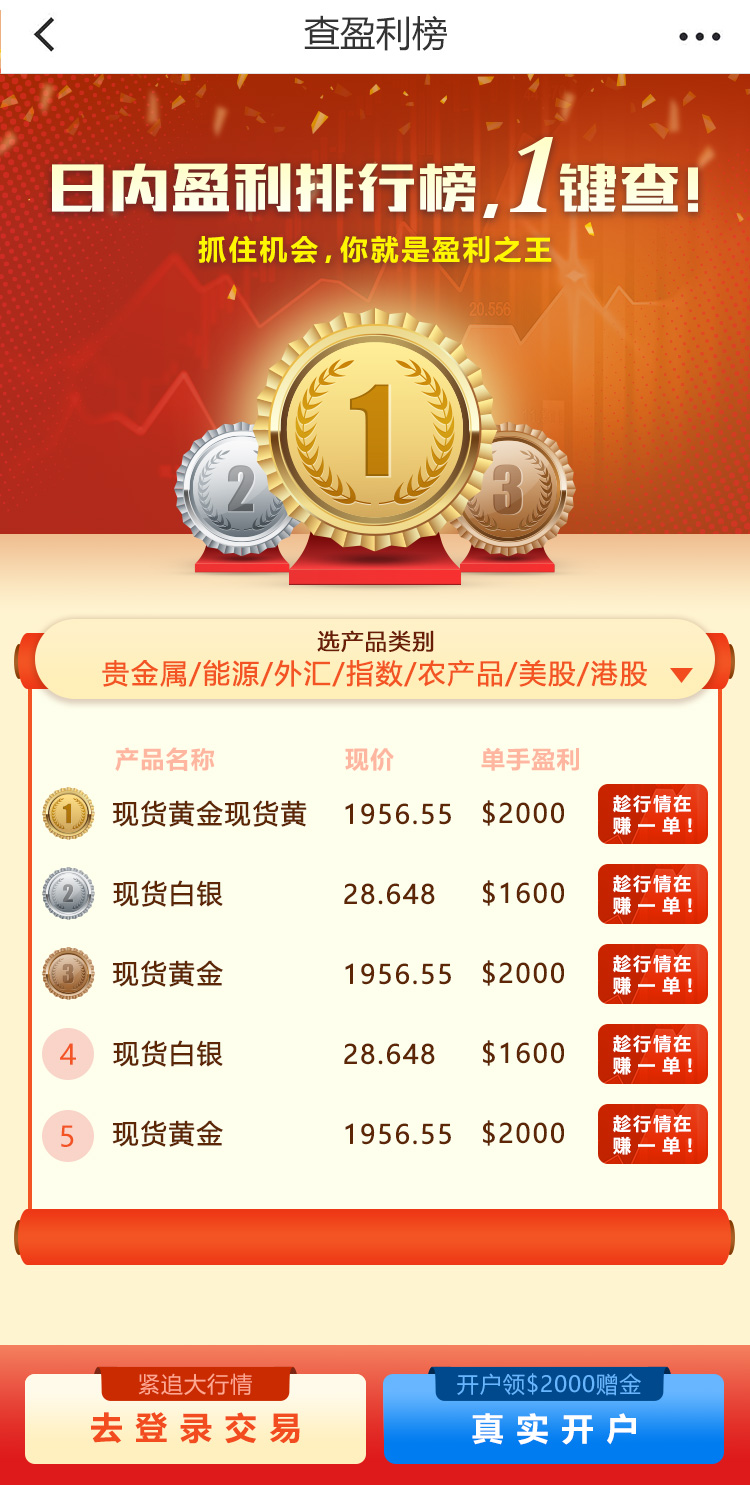 查盈利榜
日内盈利排行榜,1键查!
抓住机会,你就是盈利之王
20.556
1
2
3
选产品类别
贵金属/能源/外汇/指数/农产品/美股/港股
产品名称 现价 单手盈利
1 现货黄金现货黄 1956.55 $2000 趁行情在
赚一单!
2 现货白银 28.648 $1600 趁行情在
赚一单!
3 现货黄金 1956.55 $2000 趁行情在
赚一单!
4 现货白银 28.648 $1600 趁行情在
赚一单!
5 现货黄金 1956.55 $2000 趁行情在
赚一单!
紧追大行情
去登录交易
开户领$2000赠金
真实开户